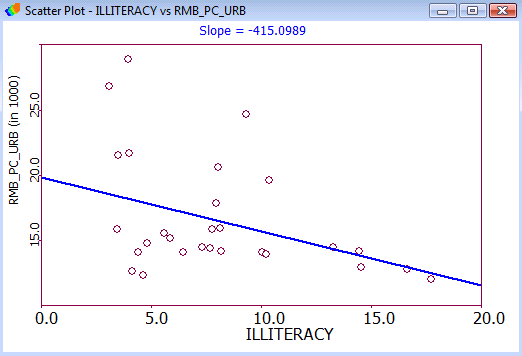 Scatter Plot - ILLITERACY vs RMB_PC_URB
Slope = -415.0989
RMB_PC_URB (in 1000)
25.0
20.0
15.0
0.0 5.0 10.0 15.0 20.0
ILLITERACY